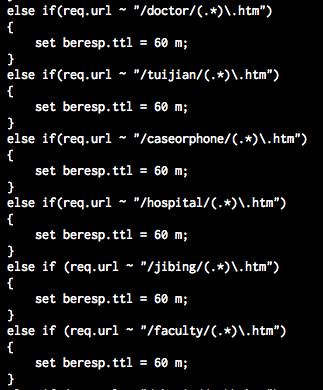 else if(req.url ~ "/doctor/(.*)\.htm")
{
    set beresp.ttl = 60 m;
}
else if(req.url ~ "/tuijian/(.*)\.htm")
{
    set beresp.ttl = 60 m;
}
else if(req.url ~ "/caseorphone/(.*)\.htm")
{
    set beresp.ttl = 60 m;
}
else if(req.url ~ "/hospital/(.*)\.htm")
{
    set beresp.ttl = 60 m;
}
else if (req.url ~ "/jibing/(.*)\.htm")
{
    set beresp.ttl = 60 m;
}
else if (req.url ~ "/faculty/(.*)\.htm")
{
    set beresp.ttl = 60 m;
}